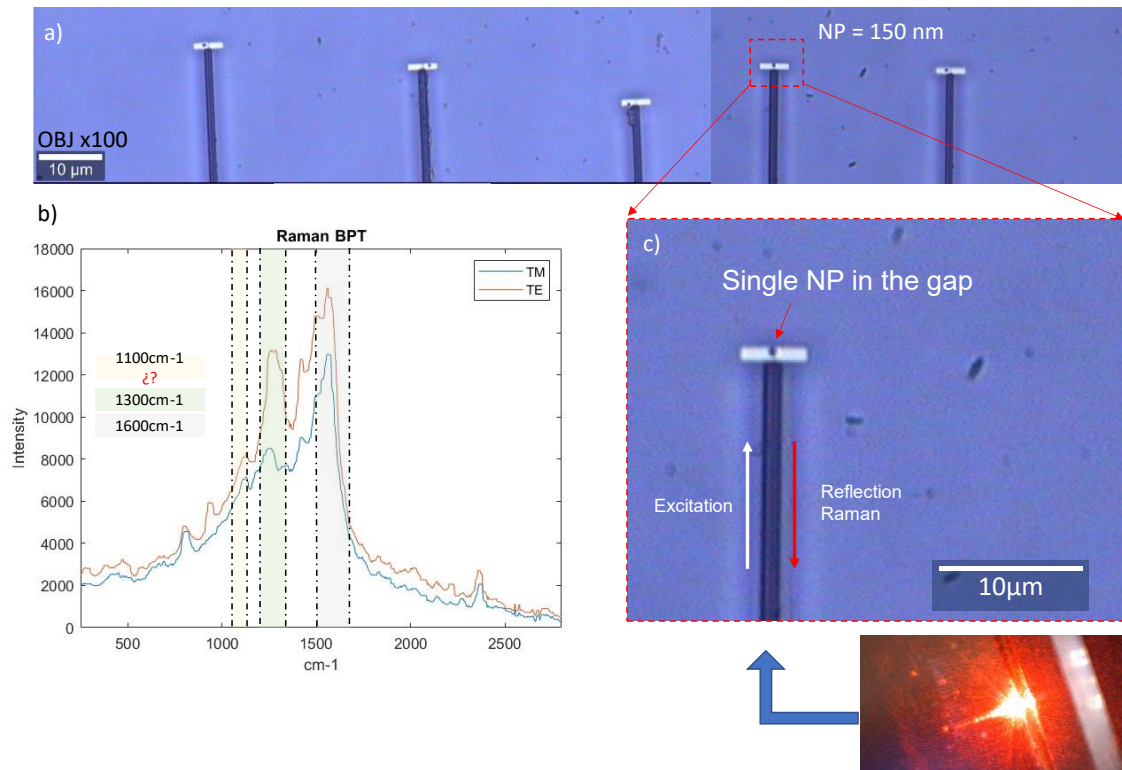 a)
NP = 150 nm
OBJ x100
10 µm
b)
Raman BPT
18000
16000
14000
12000
10000
8000
6000
4000
2000
0
Intensity
TM
TE
1100cm-1
¿?
1300cm-1
1600cm-1
500
1000
1500
2000
2500
cm-1
c)
Single NP in the gap
Excitation
Reflection
Raman
10µm